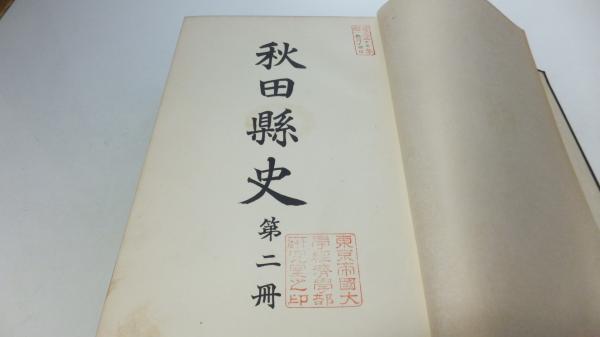 秋田縣史
第二冊
東京帝國大
學經濟學部
研究室之印